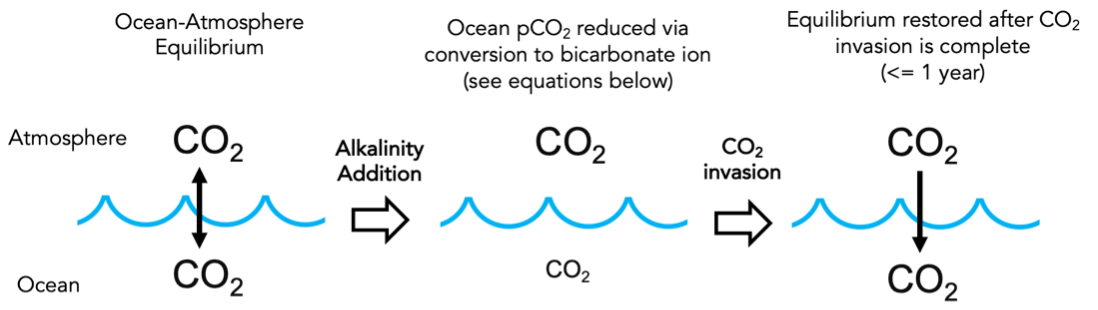 Ocean-Atmosphere
Equilibrium
Ocean pCO₂ reduced via
conversion to bicarbonate ion
(see equations below)
Equilibrium restored after CO₂
invasion is complete
(<= 1 year)
Atmosphere
CO₂
Alkalinity
Addition
CO₂
CO₂
invasion
CO₂
Ocean
CO₂
CO₂
CO₂